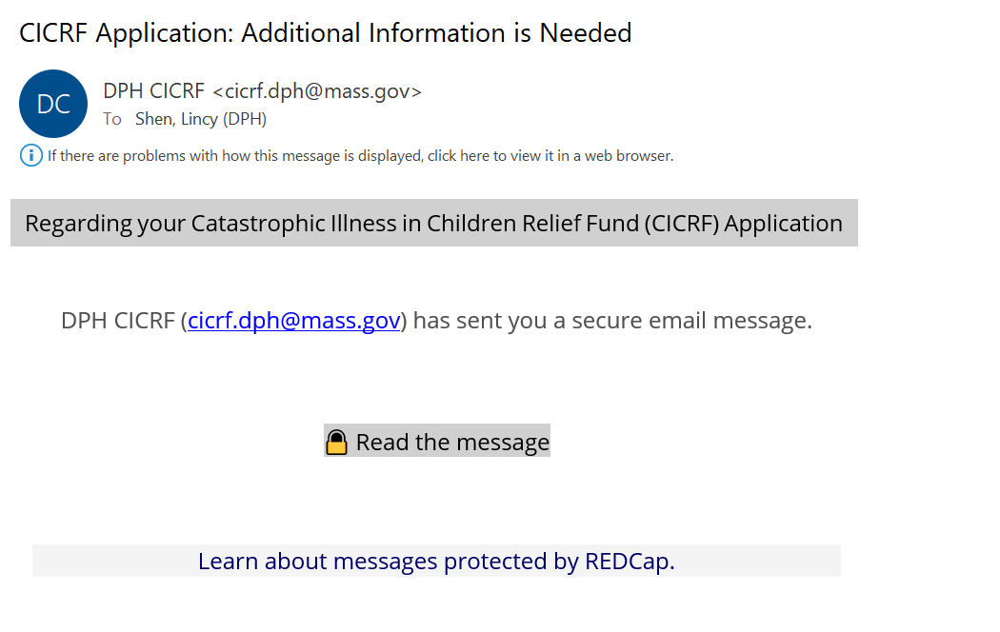 CICRF Application: Additional Information is Needed
DC
DPH CICRF <cicrf.dph@mass.gov>
To Shen, Lincy (DPH)
If there are problems with how this message is displayed, click here to view it in a web browser.
Regarding your Catastrophic Illness in Children Relief Fund (CICRF) Application
DPH CICRF (cicrf.dph@mass.gov) has sent you a secure email message.
Read the message
Learn about messages protected by REDCap.